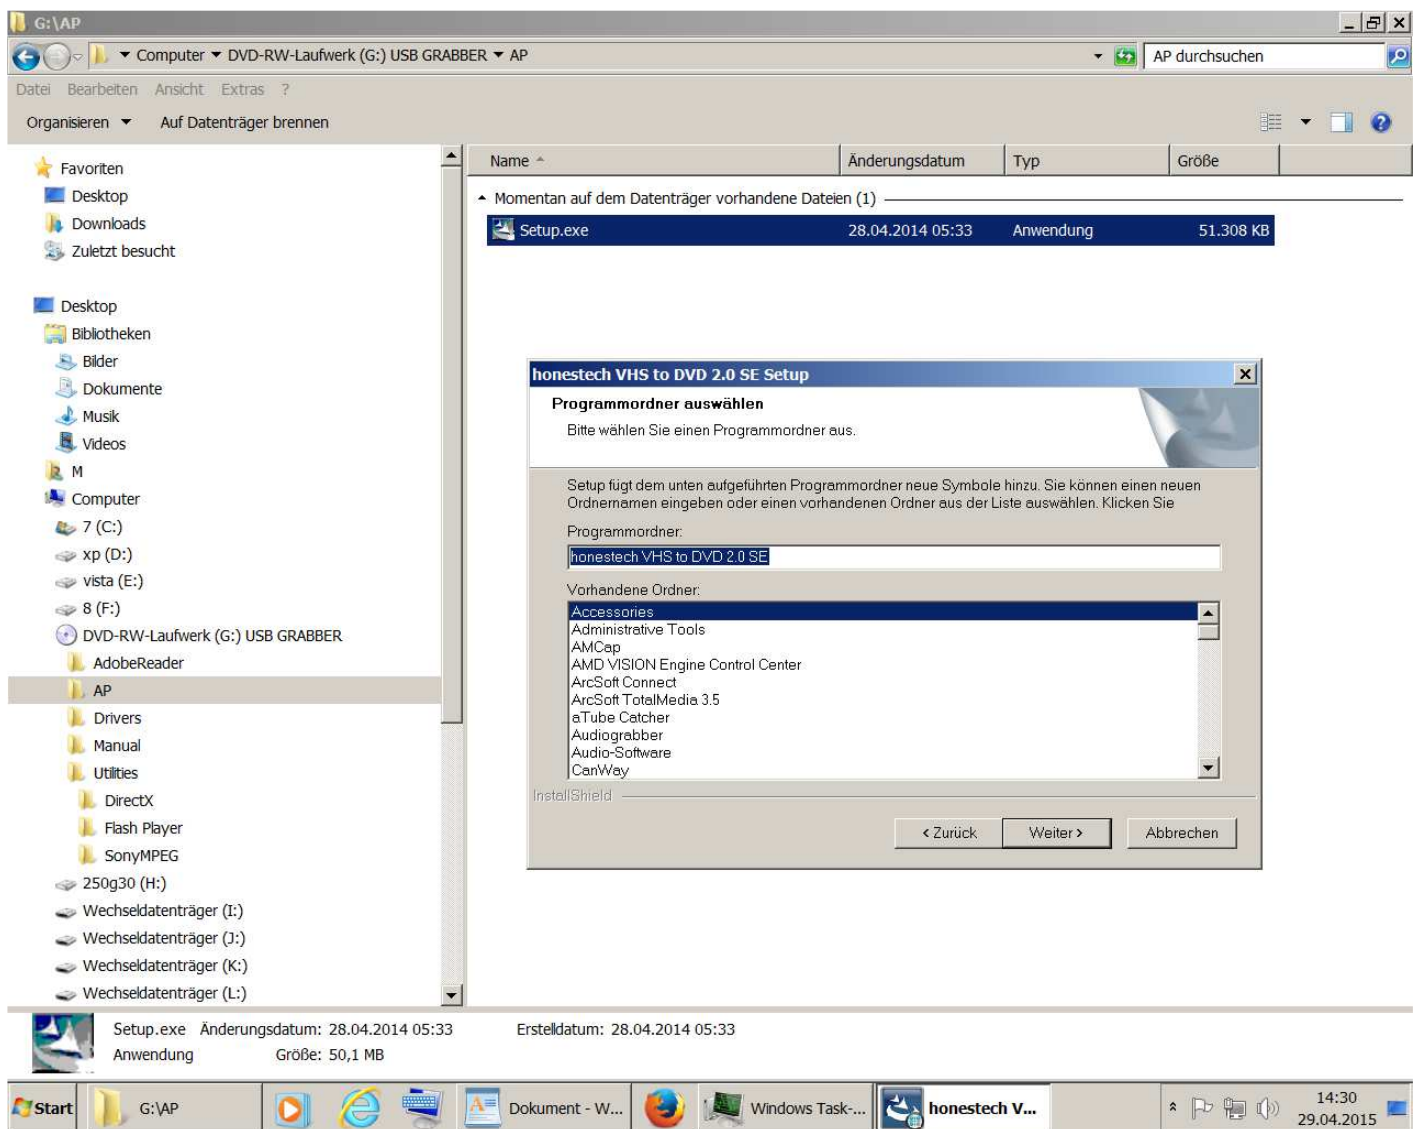 G:\AP
Computer DVD-RW-Laufwerk (G:) USB GRABBER AP
AP durchsuchen
Datei Bearbeiten Ansicht Extras ?
Organisieren Auf Datenträger brennen
Favoriten
Desktop
Downloads
Zuletzt besucht
Desktop
Bibliotheken
Bilder
Dokumente
Musik
Videos
M
Computer
7 (C:)
xp (D:)
vista (E:)
8 (F:)
DVD-RW-Laufwerk (G:) USB GRABBER
AdobeReader
AP
Drivers
Manual
Utilities
DirectX
Flash Player
SonyMPEG
250g30 (H:)
Wechseldatenträger (I:)
Wechseldatenträger (J:)
Wechseldatenträger (K:)
Wechseldatenträger (L:)
Name Änderungsdatum Typ Größe
Momentan auf dem Datenträger vorhandene Dateien (1)
Setup.exe 28.04.2014 05:33 Anwendung 51.308 KB
honestech VHS to DVD 2.0 SE Setup
Programmordner auswählen
Bitte wählen Sie einen Programmordner aus.
Setup fügt dem unten aufgeführten Programmordner neue Symbole hinzu. Sie können einen neuen
Ordnernamen eingeben oder einen vorhandenen Ordner aus der Liste auswählen. Klicken Sie
Programmordner:
honestech VHS to DVD 2.0 SE
Vorhandene Ordner:
Accessories
Administrative Tools
AMCap
AMD VISION Engine Control Center
ArcSoft Connect
ArcSoft TotalMedia 3.5
aTube Catcher
Audiograbber
Audio-Software
CanWay
InstallShield
< Zurück Weiter > Abbrechen
Setup.exe Änderungsdatum: 28.04.2014 05:33 Erstelldatum: 28.04.2014 05:33
Anwendung Größe: 50,1 MB
Start G:\AP Dokument - W... Windows Task-... honestech V... 14:30
29.04.2015